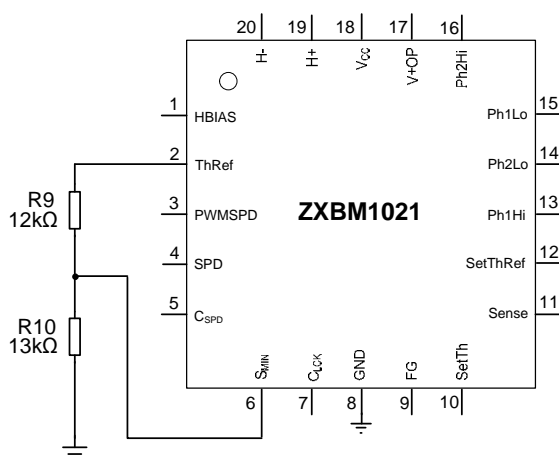 20 19 18 17 16
H- H+ VCC V+OP Ph2Hi
1 HBIAS
Ph1Lo 15
2 ThRef
Ph2Lo 14
R9
12kΩ
3 PWMSPD
ZXBM1021
Ph1Hi 13
4 SPD
SetThRef 12
R10
13kΩ
5 CSPD
Sense 11
SMIN CLCK GND FG SetTh
6 7 8 9 10